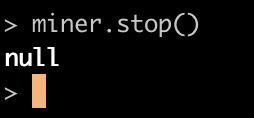 > miner.stop()
null
>